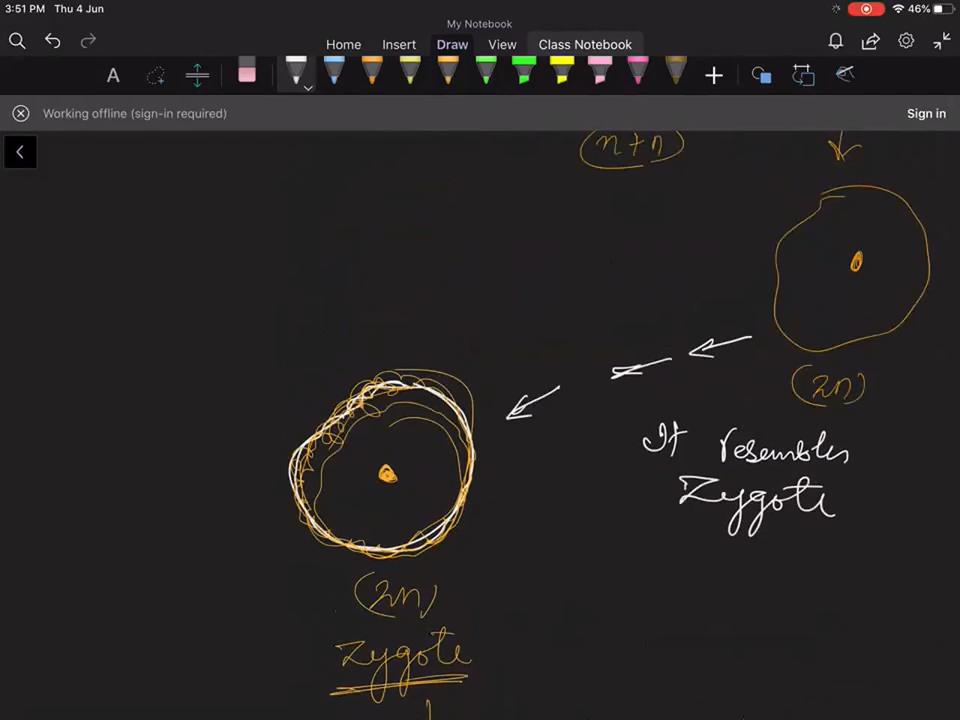 3:51 PM Thu 4 Jun
46%
My Notebook
Home Insert Draw View Class Notebook
A
Working offline (sign-in required)
Sign in
(n+n)
(2n)
It resembles
Zygote
(2n)
Zygote